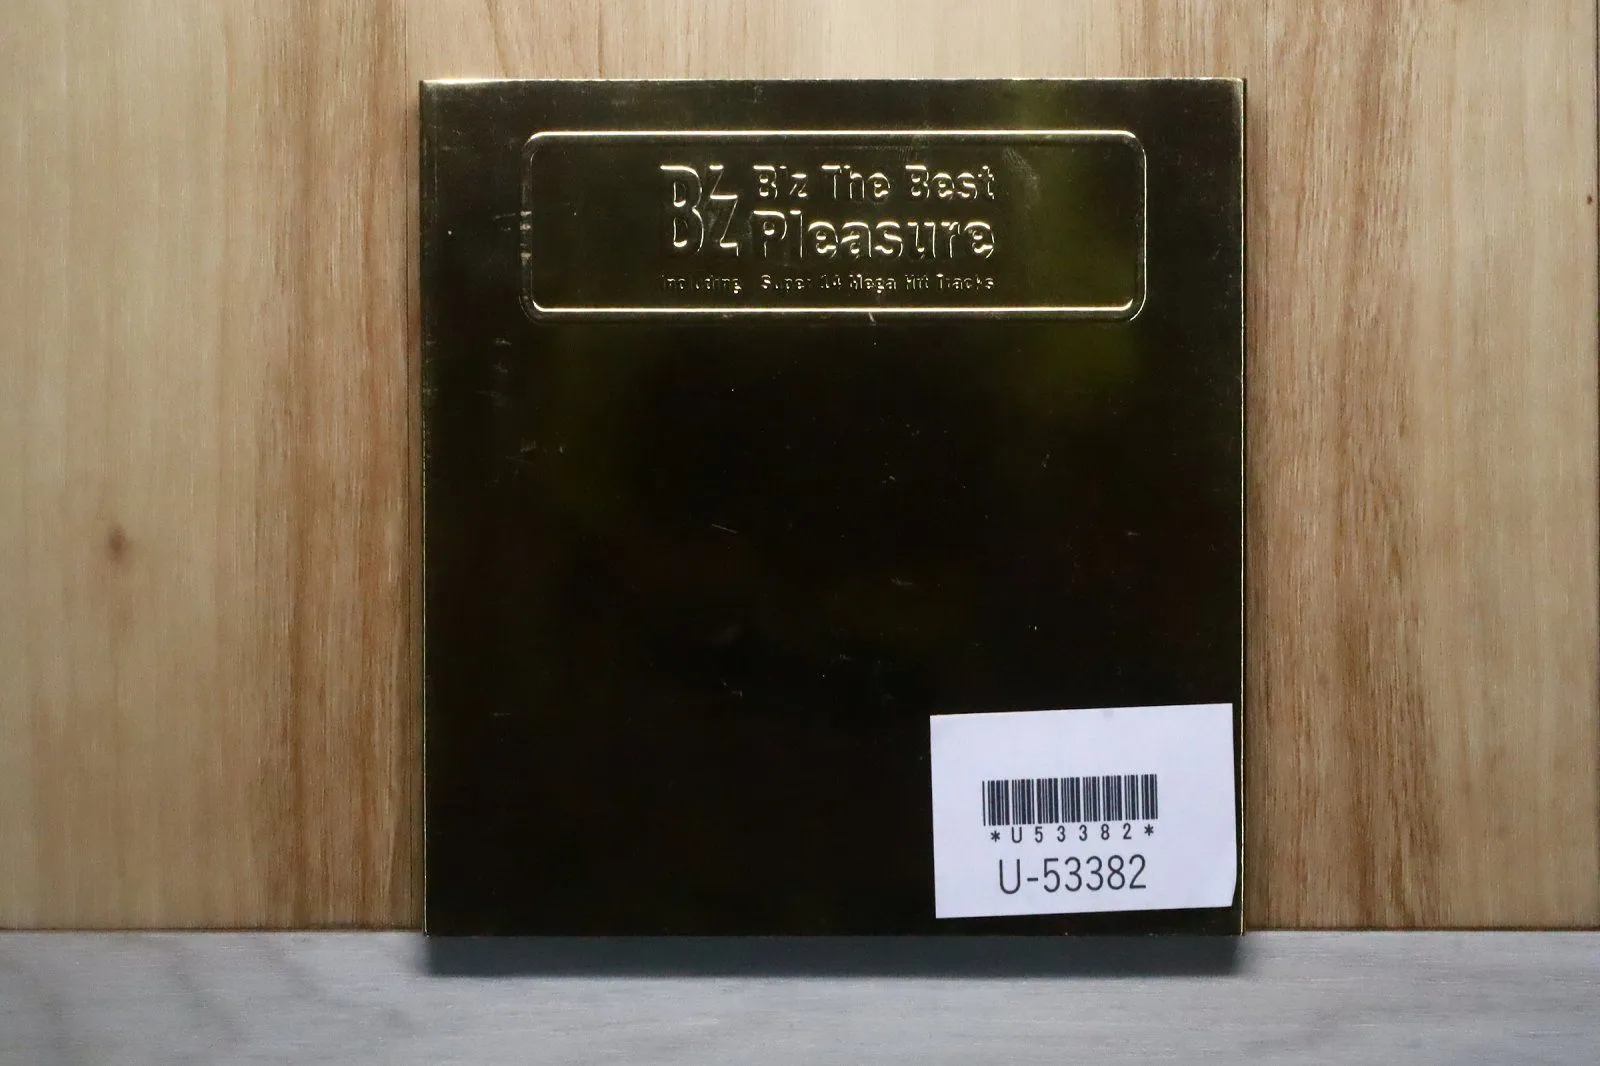 B'z
B'z The Best
Pleasure
Including Super 14 Mega Hit Tracks
*U53382*
U-53382